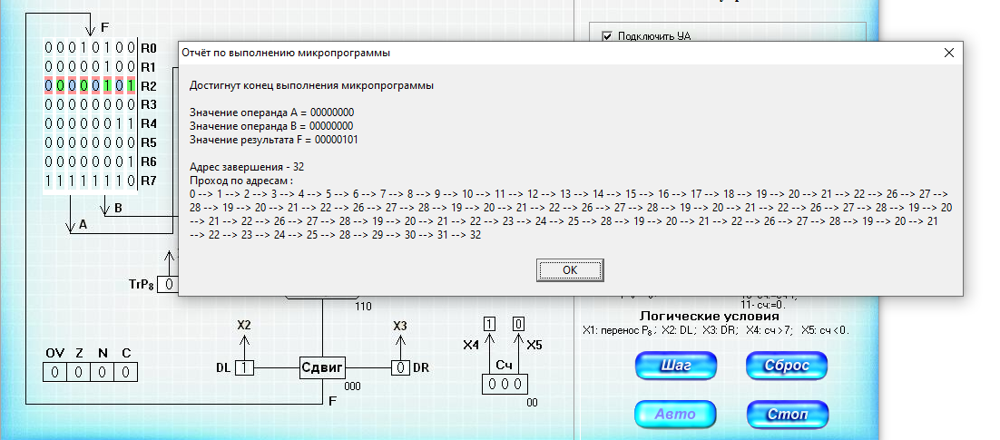 F
Подключить УА
0 0 0 1 0 1 0 0 R0
0 0 0 0 0 1 0 0 R1
0 0 0 0 0 1 0 1 R2
0 0 0 0 0 0 0 0 R3
0 0 0 0 0 0 1 1 R4
0 0 0 0 0 0 0 0 R5
0 0 0 0 0 0 0 1 R6
1 1 1 1 1 1 1 0 R7
A
B
Отчёт по выполнению микропрограммы
Достигнут конец выполнения микропрограммы
Значение операнда A = 00000000
Значение операнда B = 00000000
Значение результата F = 00000101
Адрес завершения - 32
Проход по адресам :
0 --> 1 --> 2 --> 3 --> 4 --> 5 --> 6 --> 7 --> 8 --> 9 --> 10 --> 11 --> 12 --> 13 --> 14 --> 15 --> 16 --> 17 --> 18 --> 19 --> 20 --> 21 --> 22 --> 26 --> 27 -->
28 --> 19 --> 20 --> 21 --> 22 --> 26 --> 27 --> 28 --> 19 --> 20 --> 21 --> 22 --> 26 --> 27 --> 28 --> 19 --> 20 --> 21 --> 22 --> 26 --> 27 --> 28 --> 19 --> 20
--> 21 --> 22 --> 26 --> 27 --> 28 --> 19 --> 20 --> 21 --> 22 --> 23 --> 24 --> 25 --> 28 --> 19 --> 20 --> 21 --> 22 --> 26 --> 27 --> 28 --> 19 --> 20 --> 21
--> 22 --> 23 --> 24 --> 25 --> 28 --> 29 --> 30 --> 31 --> 32
OK
TrP8 0
110
11- сч:=0.
Логические условия
X1: перенос P8 ; X2: DL; X3: DR; X4: сч >7; X5: сч <0.
X2 X3
1 0
X4 X5
OV Z N C
0 0 0 0
DL 1 Сдвиг 0 DR
000
Сч
0 0 0
00
F
Шаг Сброс
Авто Стоп